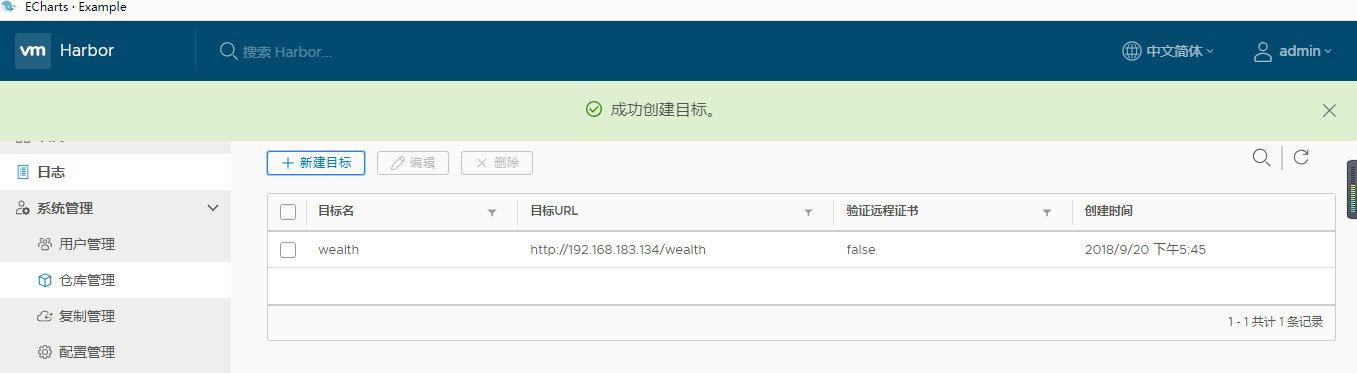 ECharts · Example
vm Harbor 搜索 Harbor... 中文简体 admin
成功创建目标。
日志
系统管理
用户管理
仓库管理
复制管理
配置管理
新建目标 编辑 删除
目标名 目标URL 验证远程证书 创建时间
wealth http://192.168.183.134/wealth false 2018/9/20 下午5:45
1 - 1 共计 1 条记录